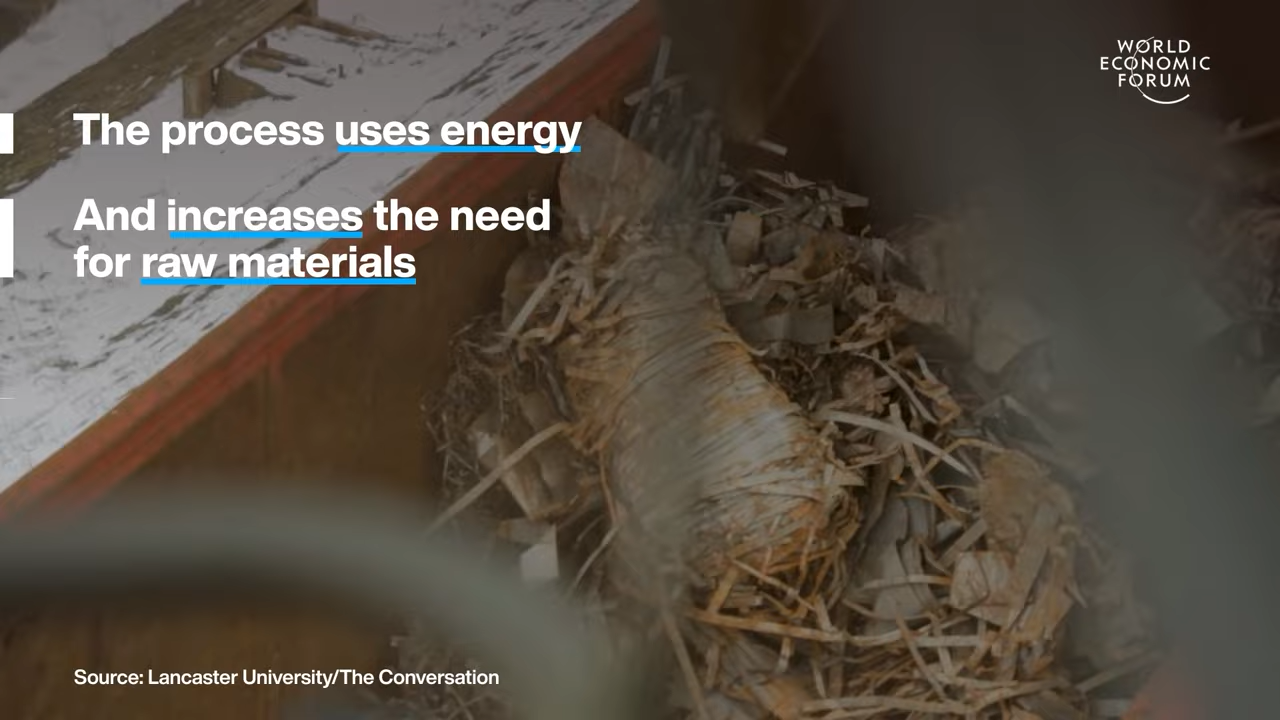 WORLD
ECONOMIC
FORUM
The process uses energy
And increases the need
for raw materials
Source: Lancaster University/The Conversation